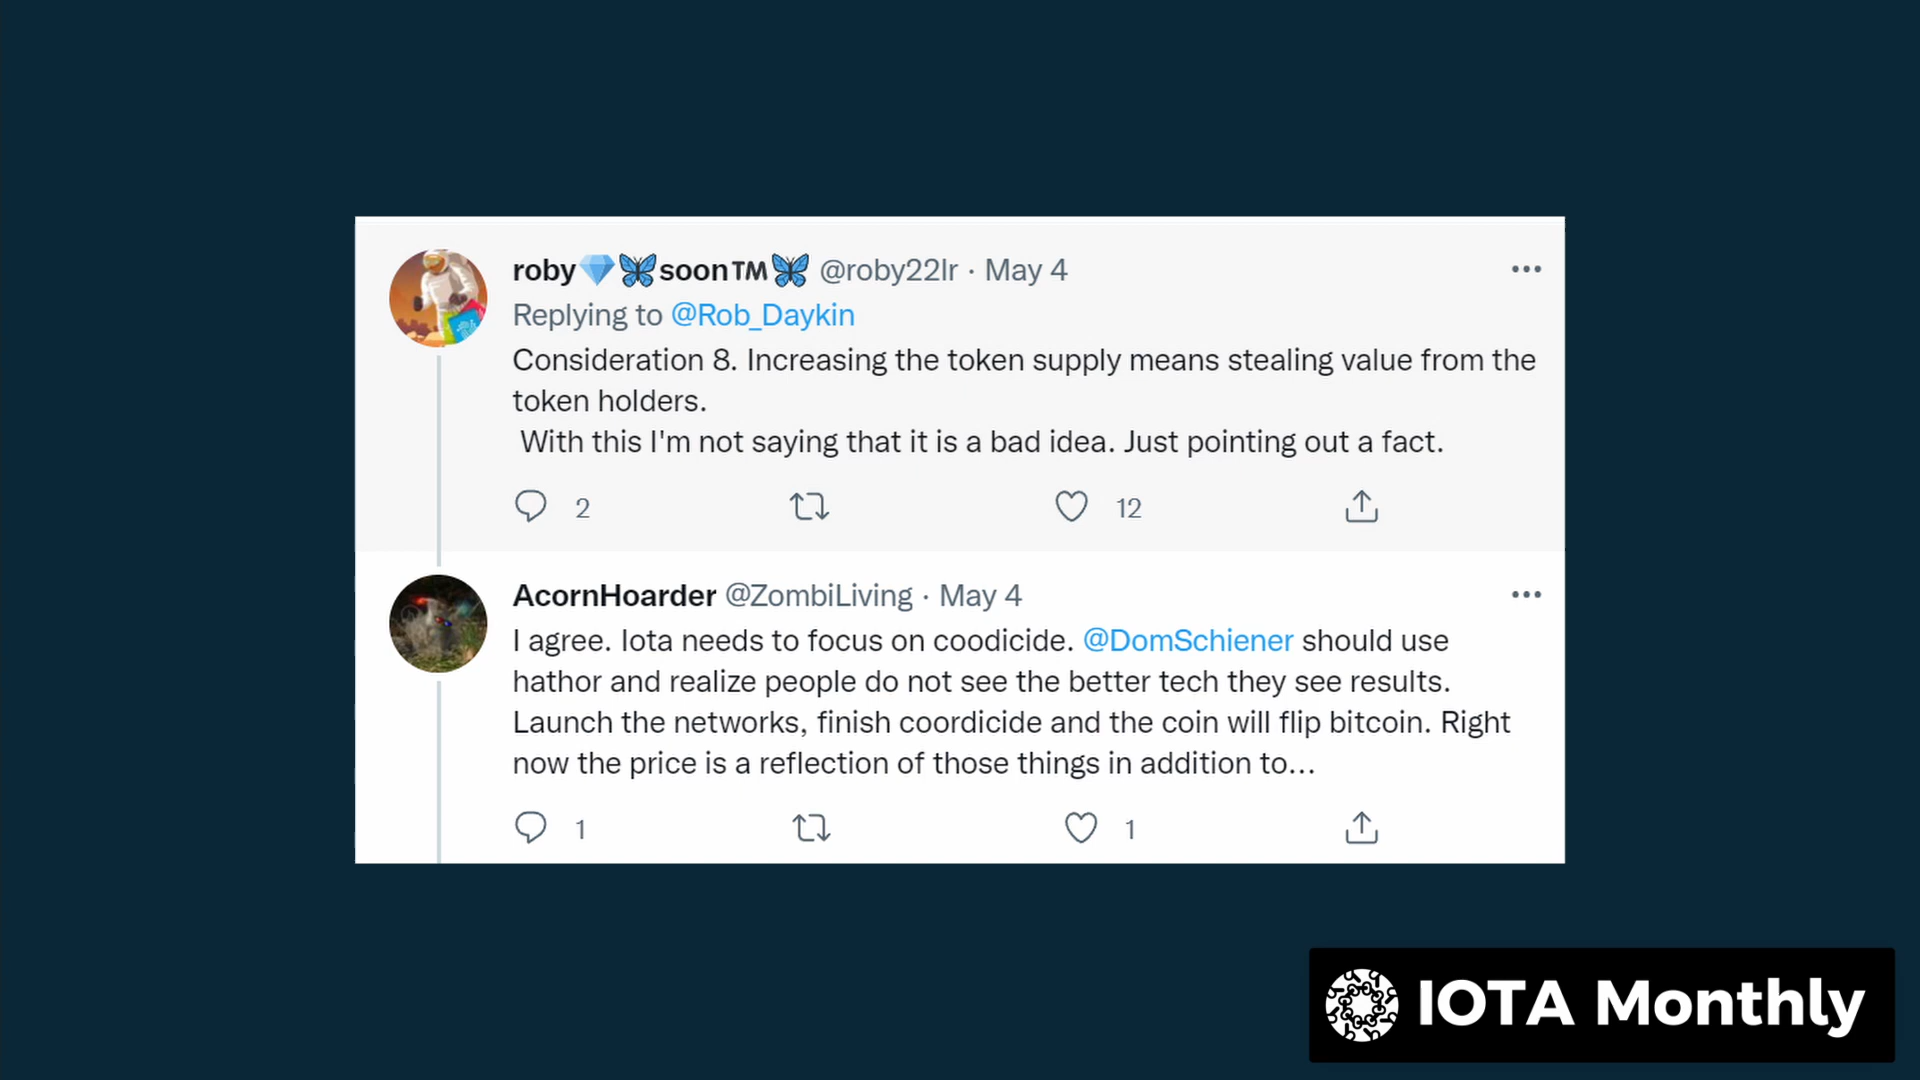 roby💎🦋soon™🦋 @roby22lr · May 4
Replying to @Rob_Daykin
Consideration 8. Increasing the token supply means stealing value from the
token holders.
With this I'm not saying that it is a bad idea. Just pointing out a fact.
2 12
AcornHoarder @ZombiLiving · May 4
I agree. Iota needs to focus on coodicide. @DomSchiener should use
hathor and realize people do not see the better tech they see results.
Launch the networks, finish coordicide and the coin will flip bitcoin. Right
now the price is a reflection of those things in addition to…
1 1
IOTA Monthly